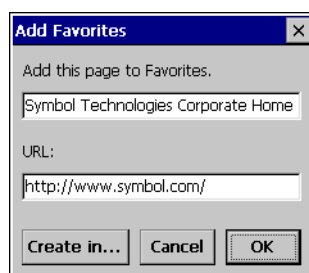 Add Favorites
Add this page to Favorites.
Symbol Technologies Corporate Home
URL:
http://www.symbol.com/
Create in... Cancel OK